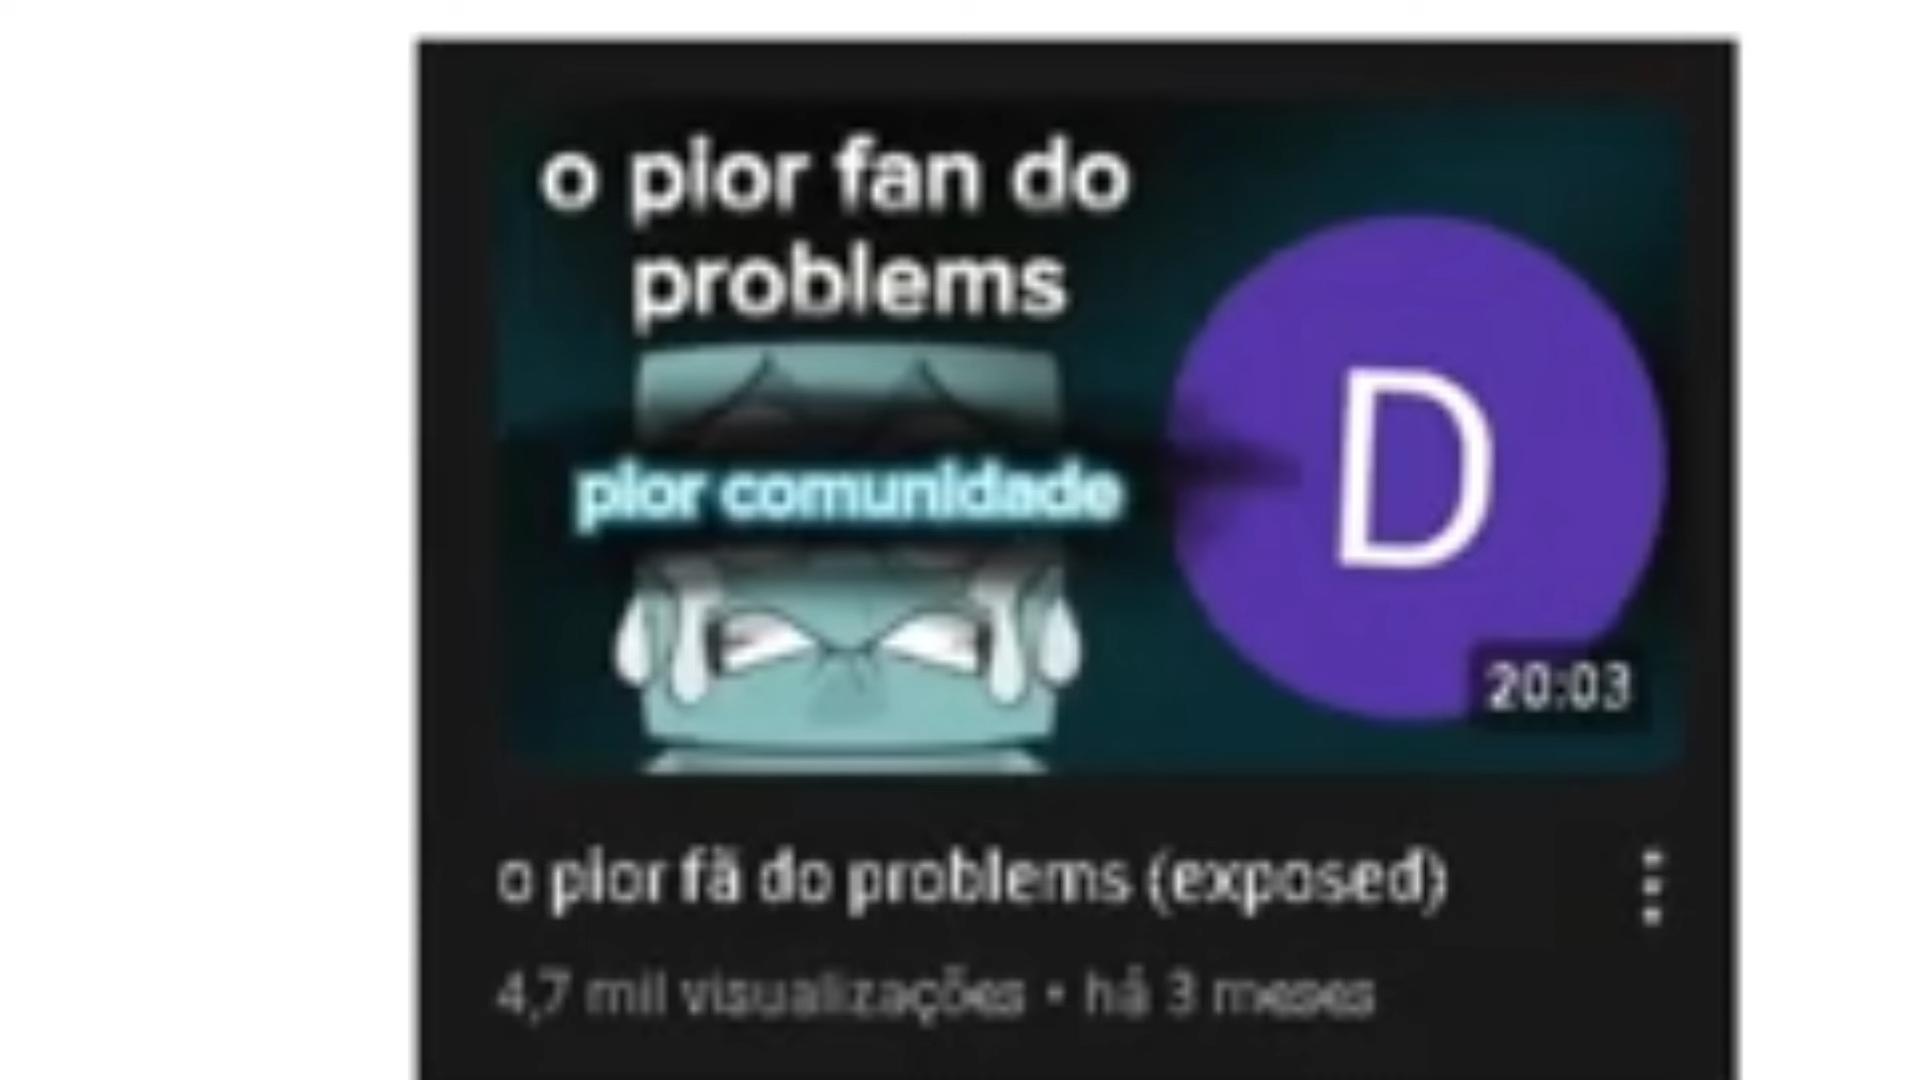 o pior fan do
problems
pior comunidade
D
20:03
o pior fã do problems (exposed)
4,7 mil visualizações • há 3 meses